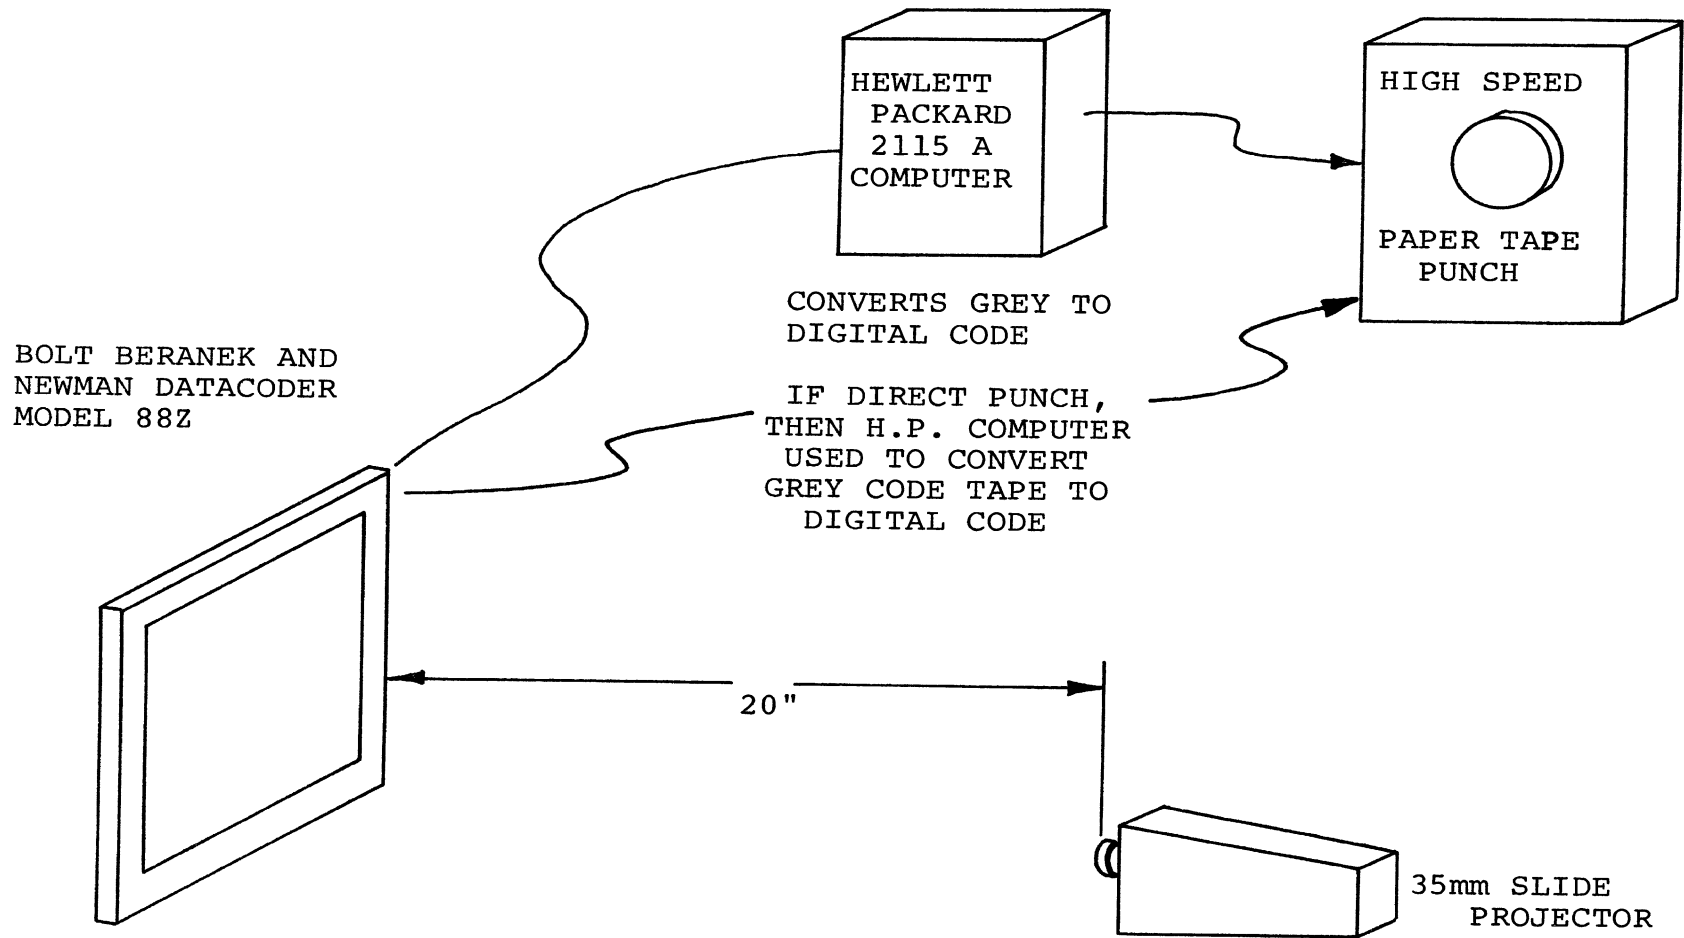 HEWLETT
PACKARD
2115 A
COMPUTER
HIGH SPEED
PAPER TAPE
PUNCH
CONVERTS GREY TO
DIGITAL CODE
BOLT BERANEK AND
NEWMAN DATACODER
MODEL 88Z
IF DIRECT PUNCH,
THEN H.P. COMPUTER
USED TO CONVERT
GREY CODE TAPE TO
DIGITAL CODE
20"
35mm SLIDE
PROJECTOR